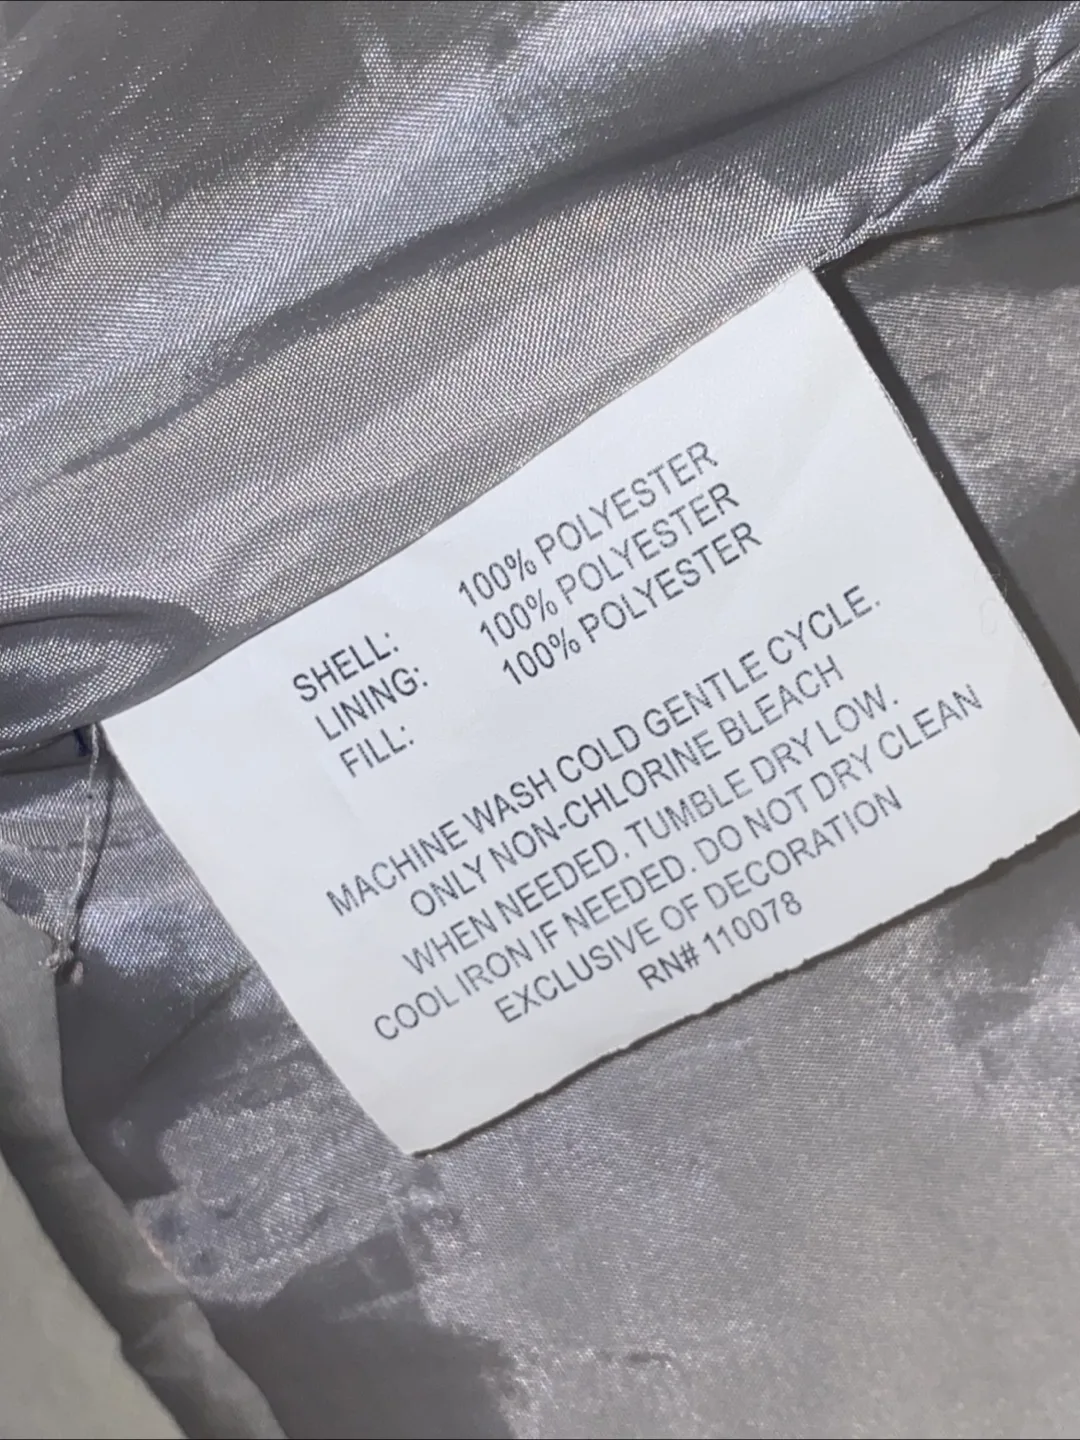 SHELL: 100% POLYESTER
LINING: 100% POLYESTER
FILL: 100% POLYESTER
MACHINE WASH COLD GENTLE CYCLE.
ONLY NON-CHLORINE BLEACH
WHEN NEEDED. TUMBLE DRY LOW.
COOL IRON IF NEEDED. DO NOT DRY CLEAN
EXCLUSIVE OF DECORATION
RN# 110078